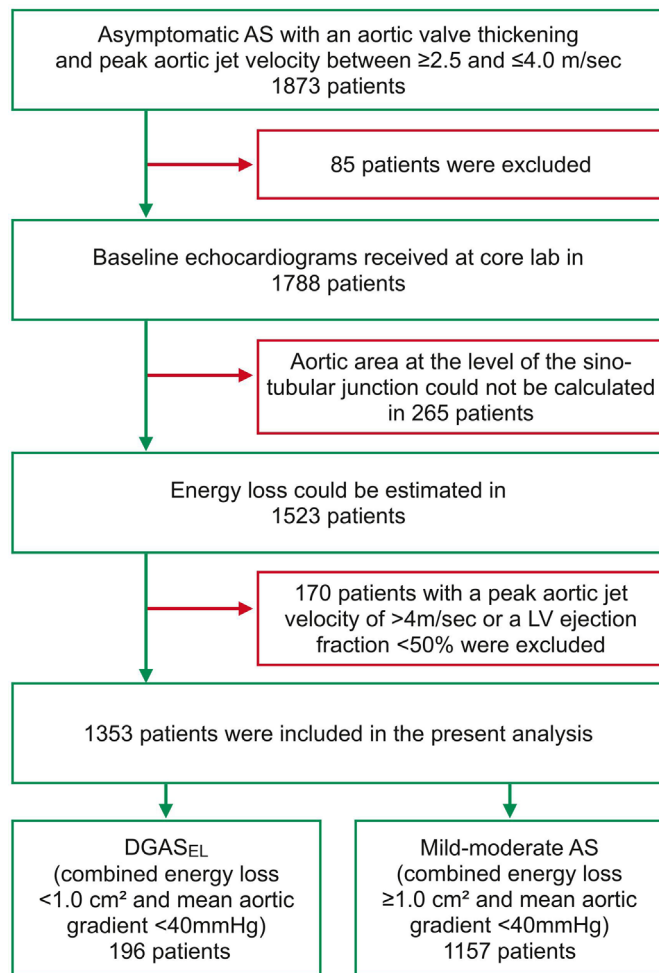 Asymptomatic AS with an aortic valve thickening
and peak aortic jet velocity between ≥2.5 and ≤4.0 m/sec
1873 patients
85 patients were excluded
Baseline echocardiograms received at core lab in
1788 patients
Aortic area at the level of the sino-
tubular junction could not be calculated
in 265 patients
Energy loss could be estimated in
1523 patients
170 patients with a peak aortic jet
velocity of >4m/sec or a LV ejection
fraction <50% were excluded
1353 patients were included in the present analysis
DGASEL
(combined energy loss
<1.0 cm² and mean aortic
gradient <40mmHg)
196 patients
Mild-moderate AS
(combined energy loss
≥1.0 cm² and mean aortic
gradient <40mmHg)
1157 patients